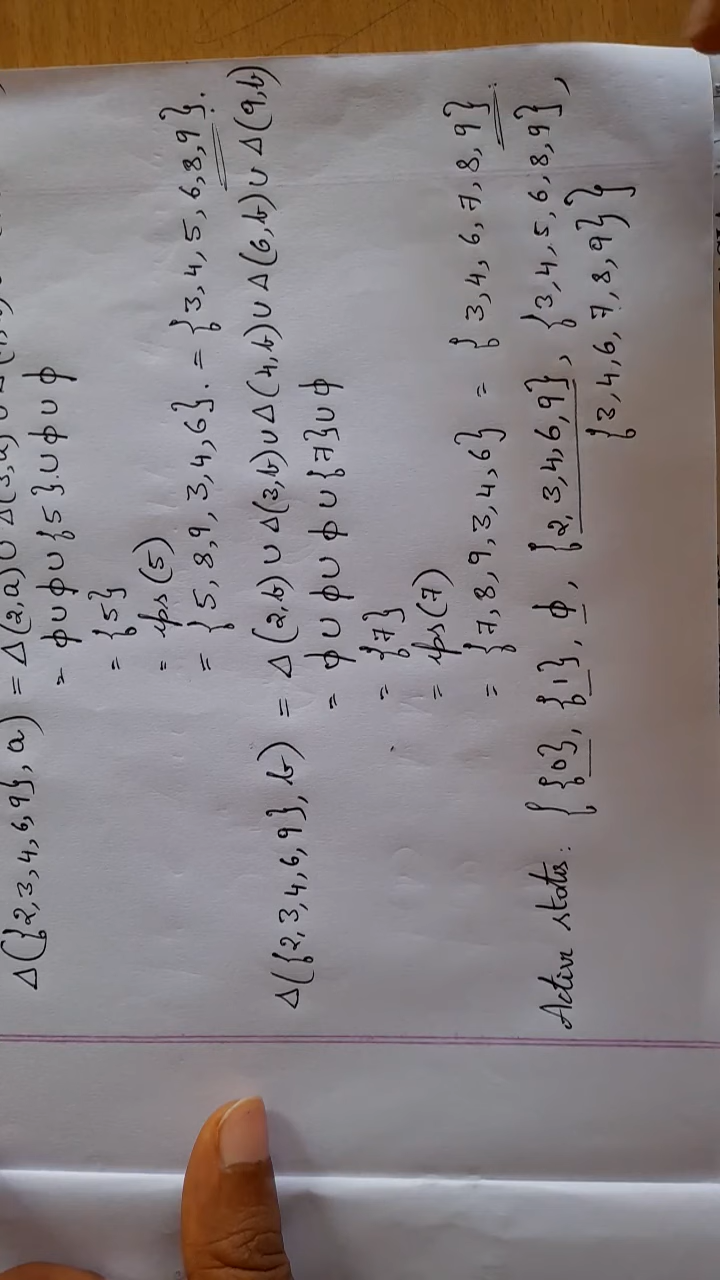 Δ({2,3,4,6,9}, a) = Δ(2,a) ∪ Δ(3,a) ∪
= ϕ ∪ ϕ ∪ {5} ∪ ϕ ∪ ϕ
= {5}
= eps(5)
= {5,8,9,3,4,6}. = {3,4,5,6,8,9}.
Δ({2,3,4,6,9}, b) = Δ(2,b) ∪ Δ(3,b) ∪ Δ(4,b) ∪ Δ(6,b) ∪ Δ(9,b)
= ϕ ∪ ϕ ∪ ϕ ∪ {7} ∪ ϕ
= {7}
= eps(7)
= {7,8,9,3,4,6} = {3,4,6,7,8,9}.
Active states: { {0}, {1}, ϕ, {2,3,4,6,9}, {3,4,5,6,8,9},
{3,4,6,7,8,9} }